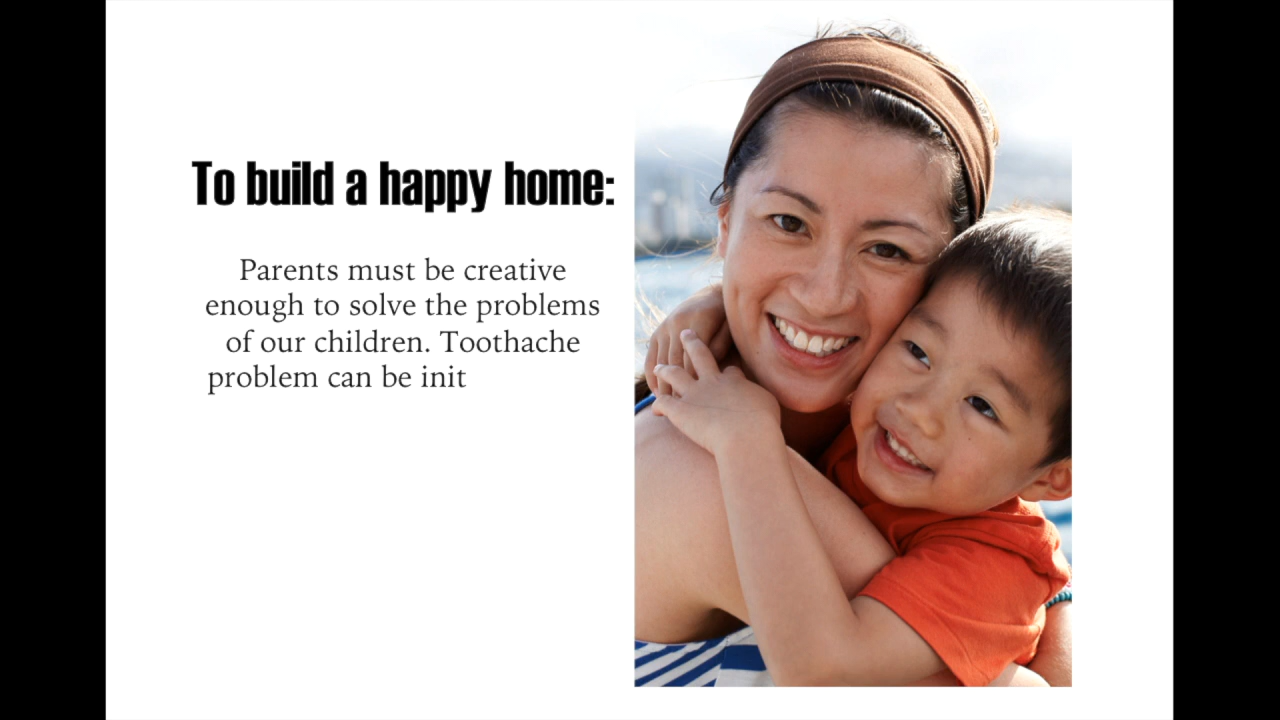 To build a happy home:
Parents must be creative
enough to solve the problems
of our children. Toothache
problem can be init